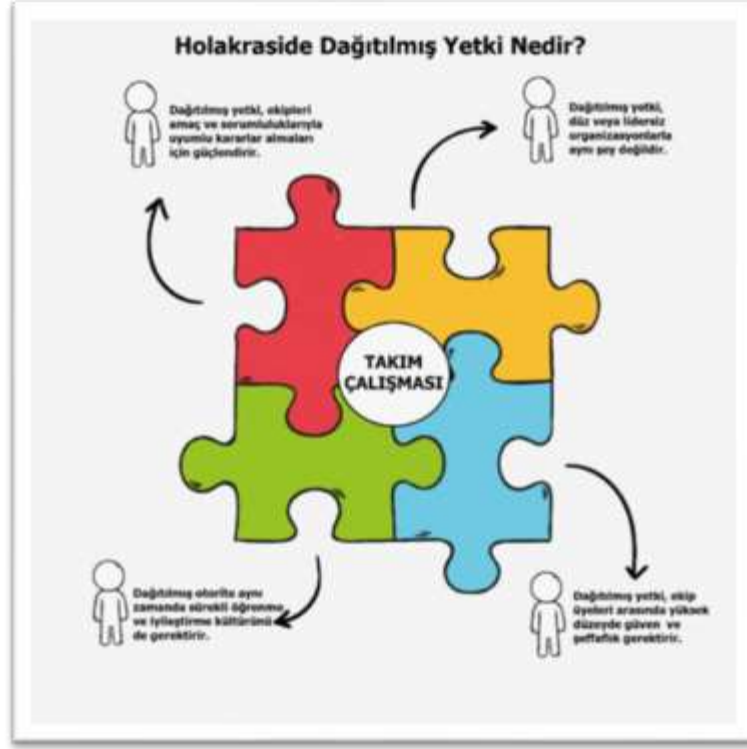 Holakraside Dağıtılmış Yetki Nedir?
Dağıtılmış yetki, ekipleri
amaç ve sorumluluklarıyla
uyumlu kararlar almaları
için güçlendirir.
Dağıtılmış yetki,
düz veya lidersiz
organizasyonlarla
aynı şey değildir.
TAKIM
ÇALIŞMASI
Dağıtılmış otorite aynı
zamanda sürekli öğrenme
ve iyileştirme kültürünü
de gerektirir.
Dağıtılmış yetki, ekip
üyeleri arasında yüksek
düzeyde güven ve
şeffaflık gerektirir.